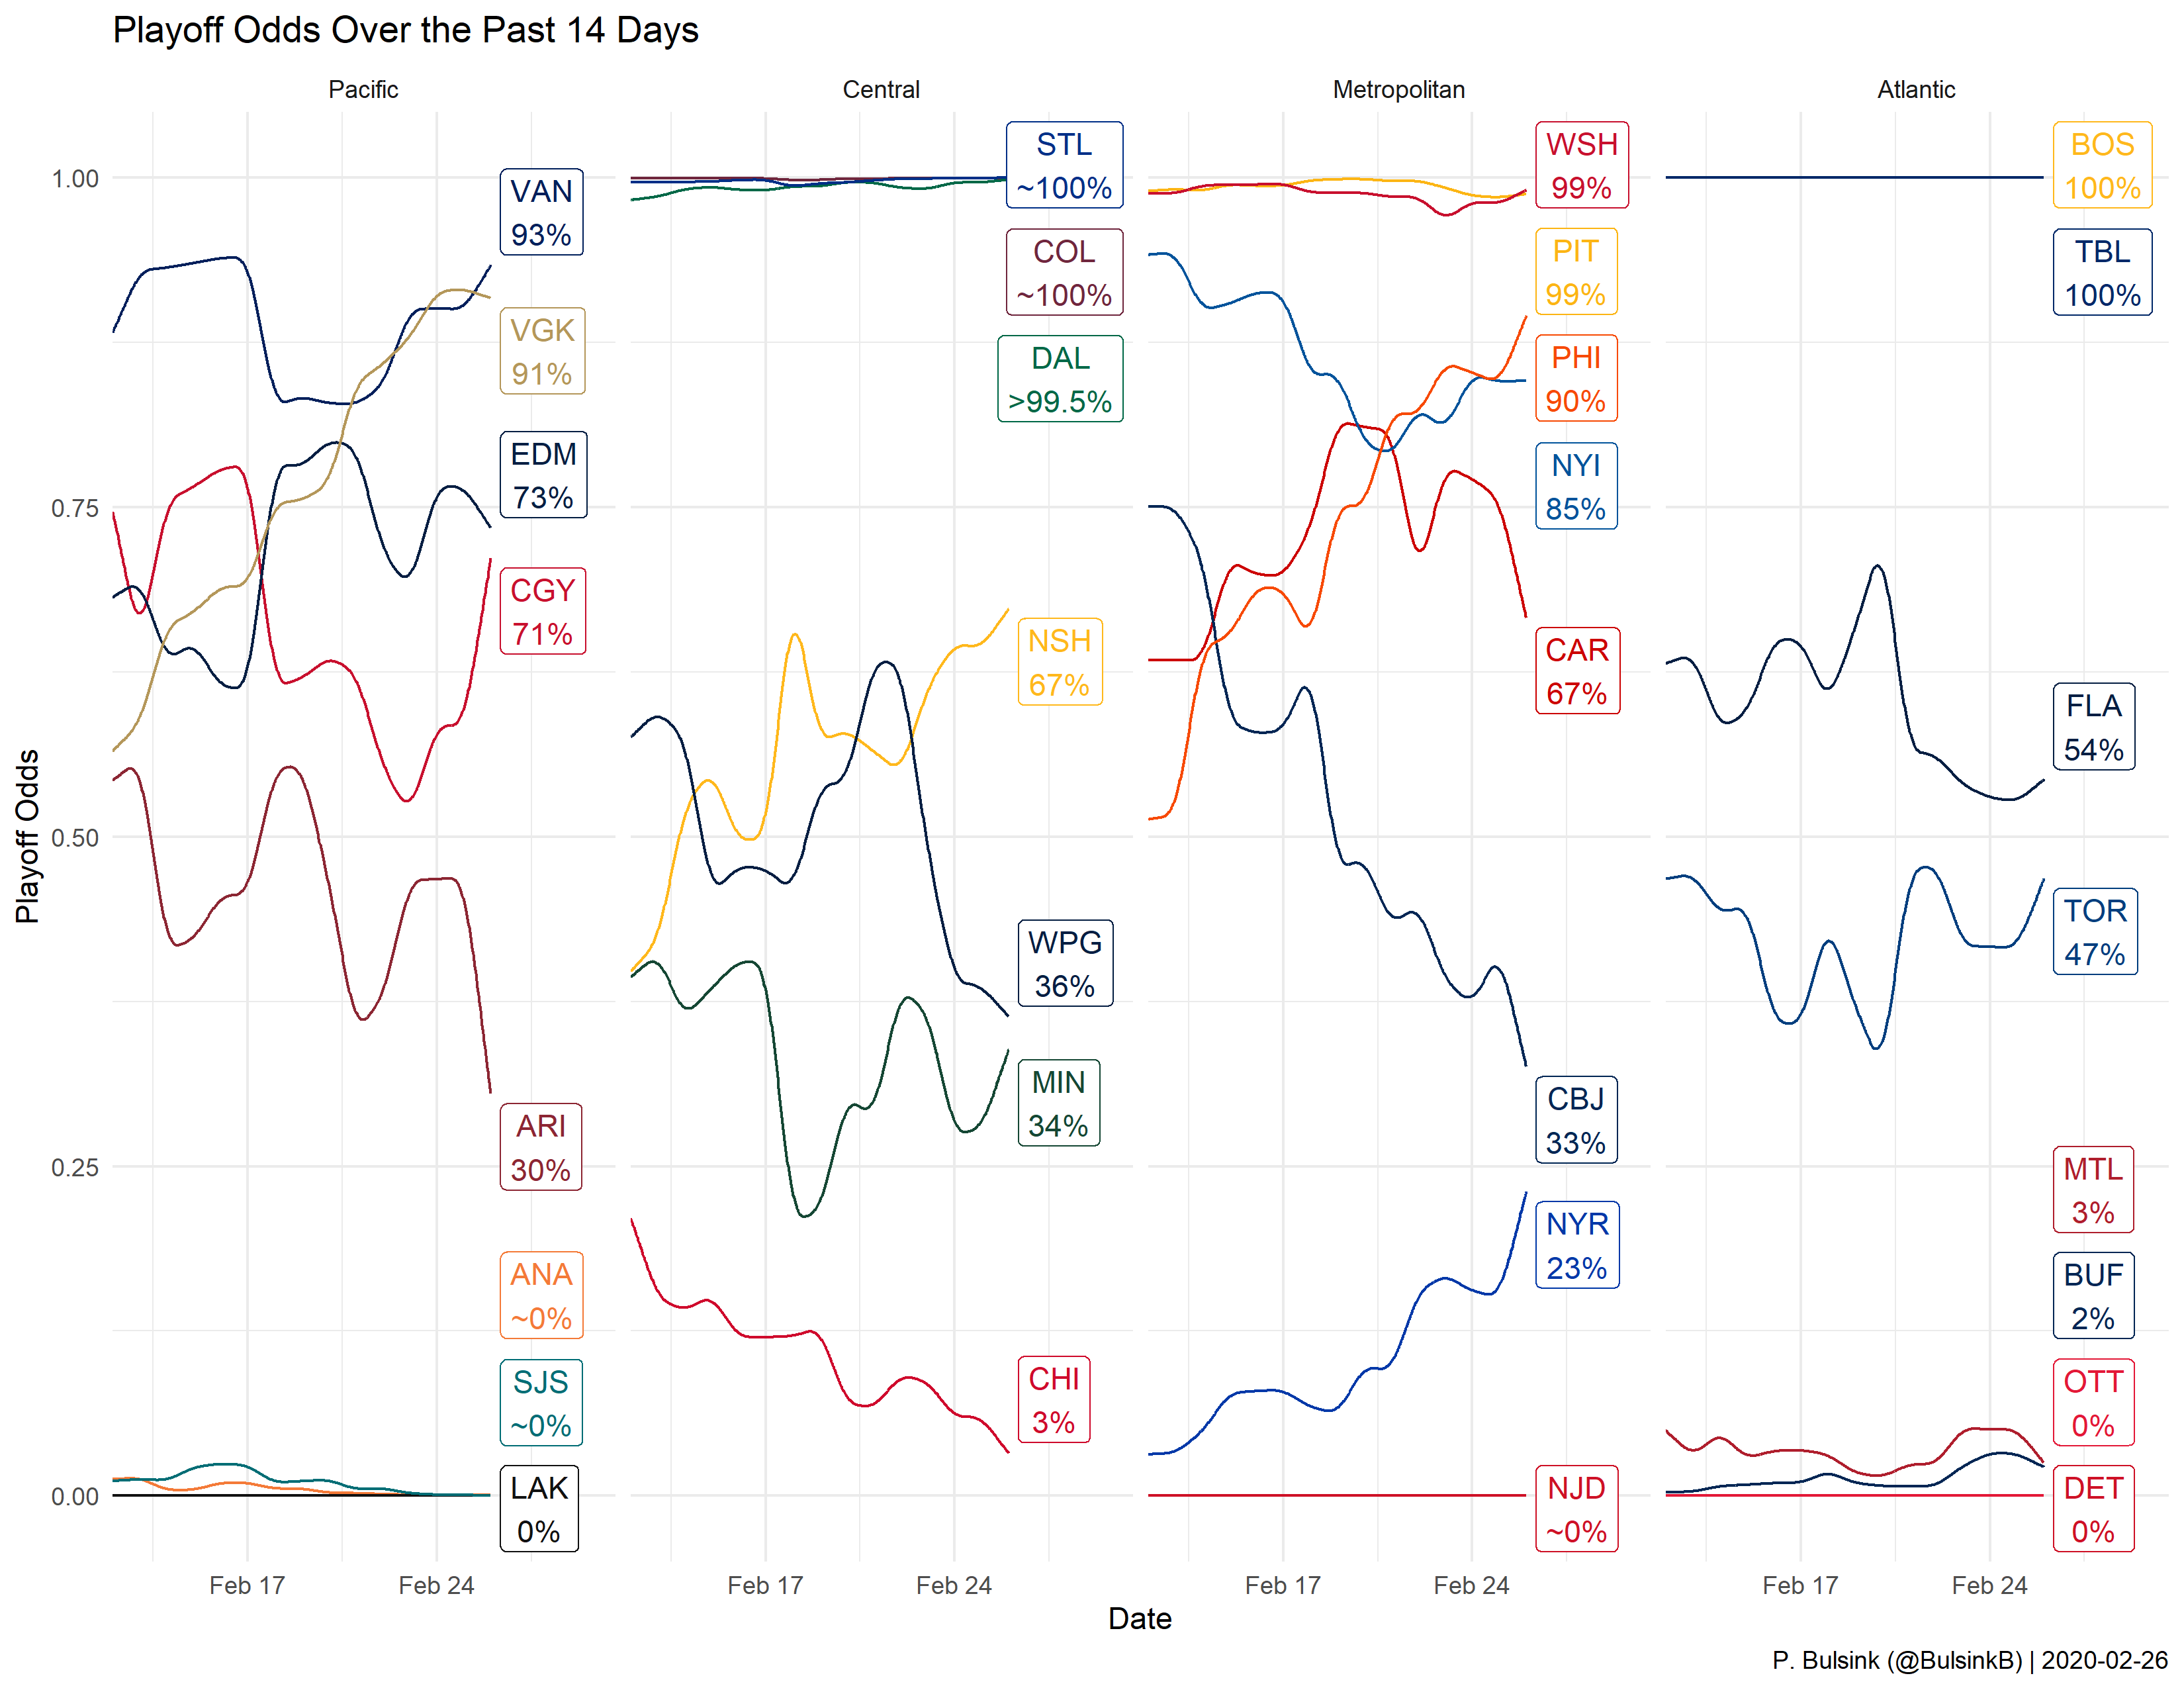 Playoff Odds Over the Past 14 Days
Pacific
Central
Metropolitan
Atlantic
Playoff Odds
1.00
0.75
0.50
0.25
0.00
VAN
93%
VGK
91%
EDM
73%
CGY
71%
ARI
30%
ANA
~0%
SJS
~0%
LAK
0%
STL
~100%
COL
~100%
DAL
>99.5%
NSH
67%
WPG
36%
MIN
34%
CHI
3%
WSH
99%
PIT
99%
PHI
90%
NYI
85%
CAR
67%
CBJ
33%
NYR
23%
NJD
~0%
BOS
100%
TBL
100%
FLA
54%
TOR
47%
MTL
3%
BUF
2%
OTT
0%
DET
0%
Feb 17
Feb 24
Feb 17
Feb 24
Feb 17
Feb 24
Feb 17
Feb 24
Date
P. Bulsink (@BulsinkB) | 2020-02-26